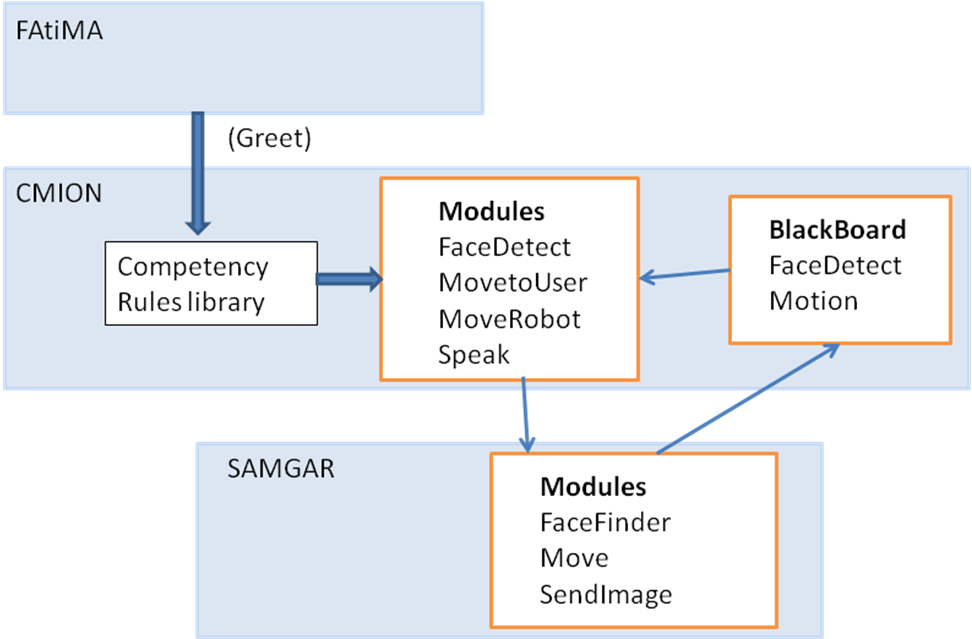 FAtiMA
(Greet)
CMION
Competency
Rules library
Modules
FaceDetect
MovetoUser
MoveRobot
Speak
BlackBoard
FaceDetect
Motion
SAMGAR
Modules
FaceFinder
Move
SendImage